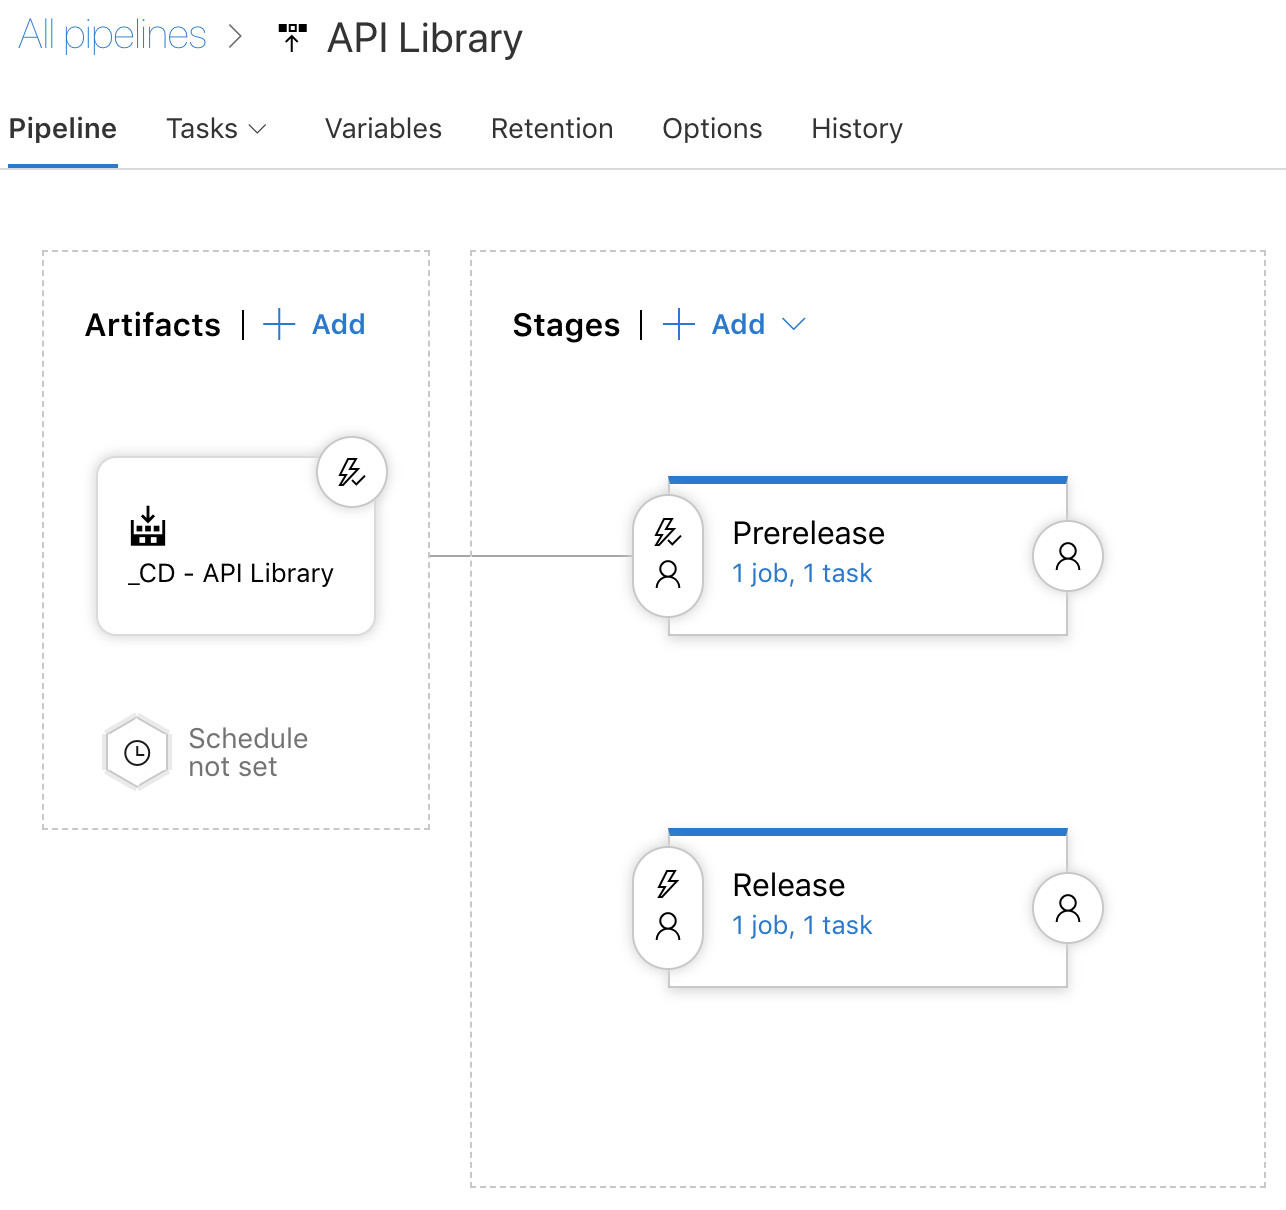 All pipelines > API Library
Pipeline Tasks Variables Retention Options History
Artifacts | + Add
Stages | + Add
_CD - API Library
Schedule
not set
Prerelease
1 job, 1 task
Release
1 job, 1 task